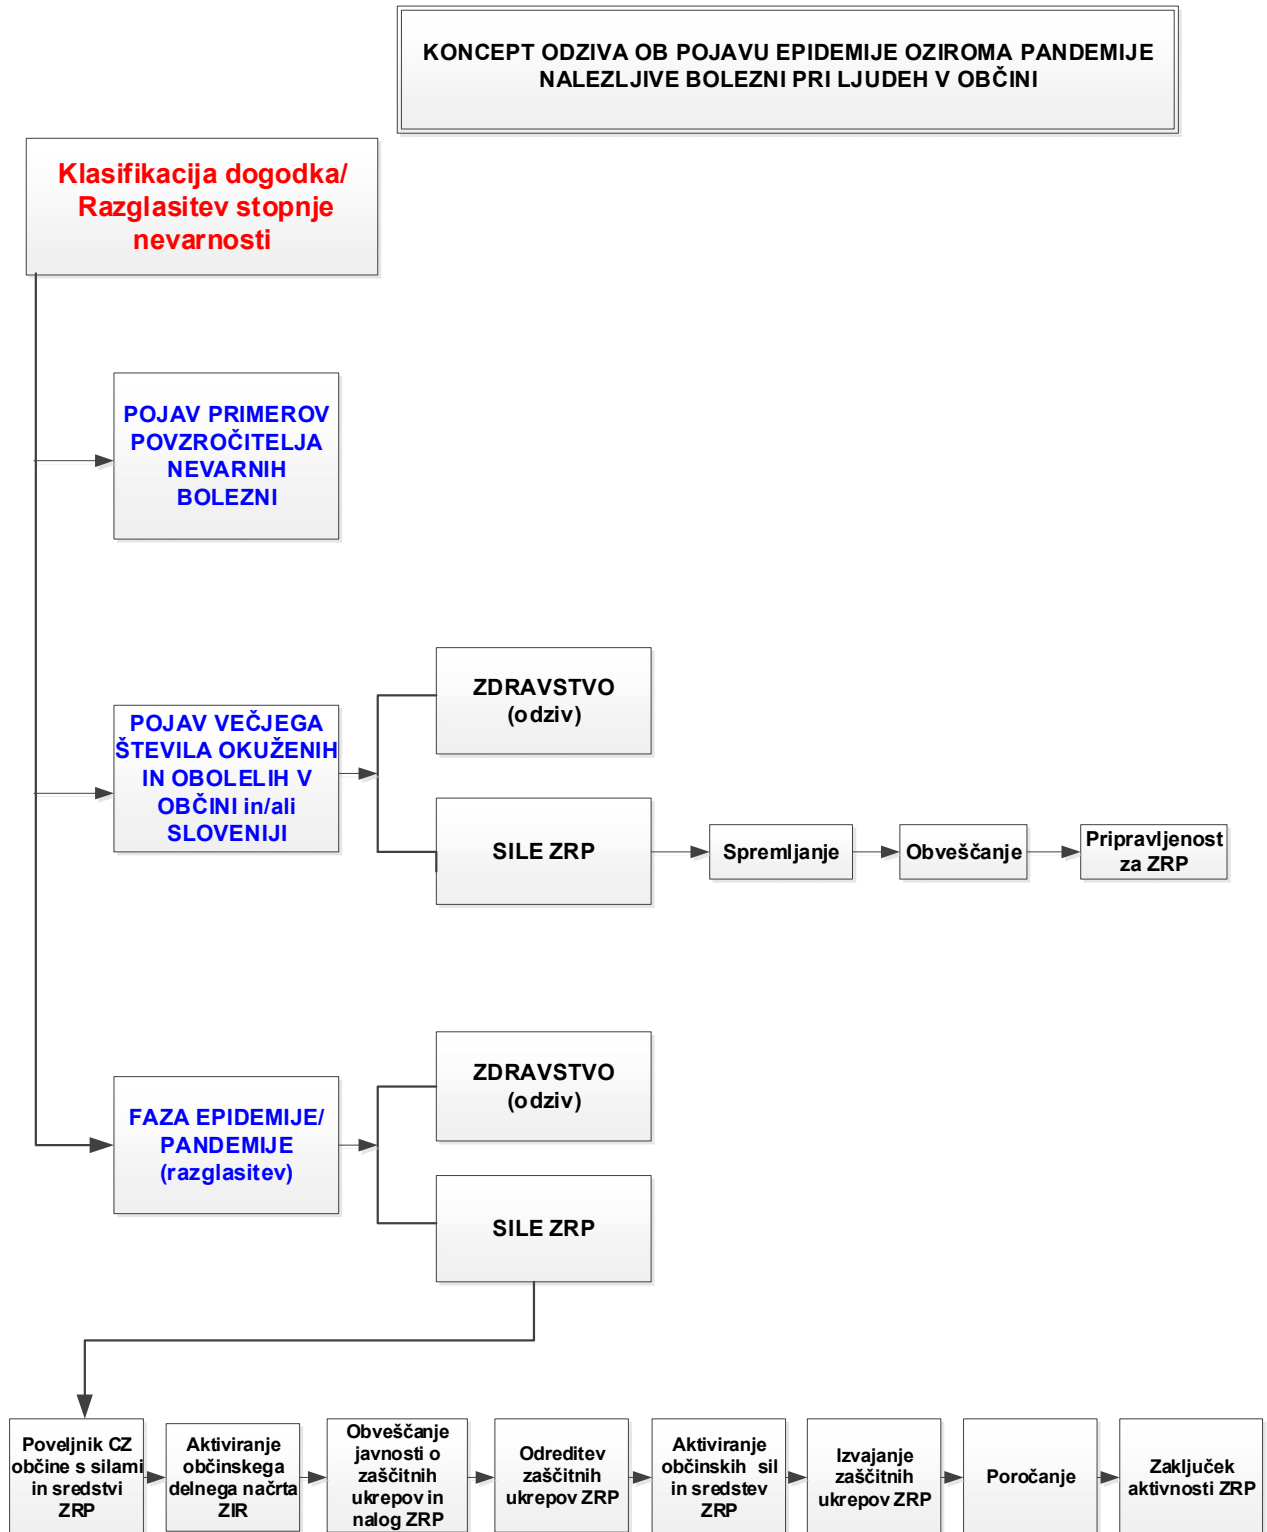 KONCEPT ODZIVA OB POJAVU EPIDEMIJE OZIROMA PANDEMIJE
NALEZLJIVE BOLEZNI PRI LJUDEH V OBČINI
Klasifikacija dogodka/
Razglasitev stopnje
nevarnosti
POJAV PRIMEROV
POVZROČITELJA
NEVARNIH
BOLEZNI
POJAV VEČJEGA
ŠTEVILA OKUŽENIH
IN OBOLELIH V
OBČINI in/ali
SLOVENIJI
ZDRAVSTVO
(odziv)
SILE ZRP
Spremljanje
Obveščanje
Pripravljenost
za ZRP
FAZA EPIDEMIJE/
PANDEMIJE
(razglasitev)
ZDRAVSTVO
(odziv)
SILE ZRP
Poveljnik CZ
občine s silami
in sredstvi
ZRP
Aktiviranje
občinskega
delnega načrta
ZIR
Obveščanje
javnosti o
zaščitnih
ukrepov in
nalog ZRP
Odreditev
zaščitnih
ukrepov ZRP
Aktiviranje
občinskih sil
in sredstev
ZRP
Izvajanje
zaščitnih
ukrepov ZRP
Poročanje
Zaključek
aktivnosti ZRP